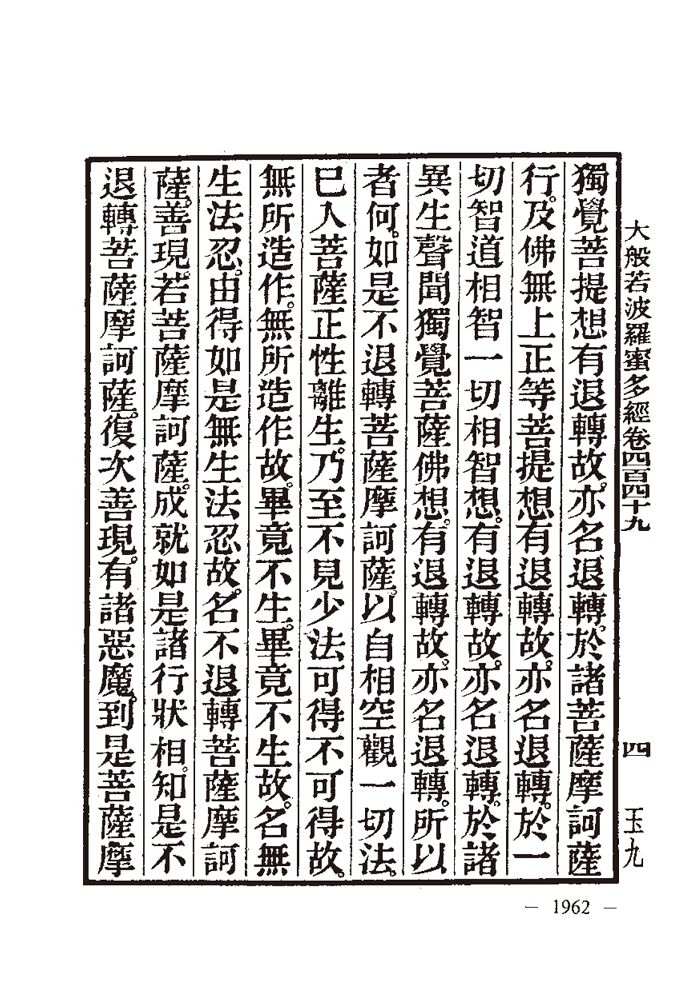 大般若波羅蜜多經卷四百四十九
四
玉九
獨覺菩提想有退轉故。亦名退轉。於諸菩薩摩訶薩
行。及佛無上正等菩提想。有退轉故。亦名退轉。於一
切智道相智一切相智想。有退轉故。亦名退轉。於諸
異生聲聞獨覺菩薩佛想。有退轉故。亦名退轉。所以
者何。如是不退轉菩薩摩訶薩。以自相空觀一切法。
巳入菩薩正性離生。乃至不見少法可得不可得故。
無所造作。無所造作故。畢竟不生。畢竟不生故。名無
生法忍。由得如是無生法忍故。名不退轉菩薩摩訶
薩。善現。若菩薩摩訶薩。成就如是諸行狀相。知是不
退轉菩薩摩訶薩。復次善現。有諸惡魔。到是菩薩摩
— 1962 —